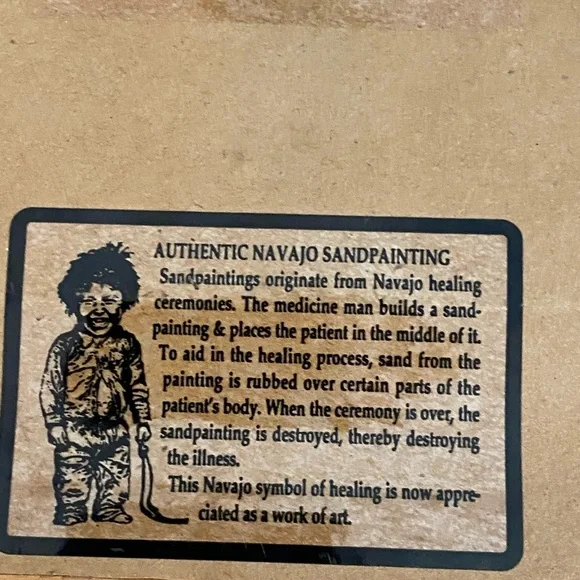 AUTHENTIC NAVAJO SANDPAINTING
Sandpaintings originate from Navajo healing
ceremonies. The medicine man builds a sand-
painting & places the patient in the middle of it.
To aid in the healing process, sand from the
painting is rubbed over certain parts of the
patient's body. When the ceremony is over, the
sandpainting is destroyed, thereby destroying
the illness.
This Navajo symbol of healing is now appre-
ciated as a work of art.